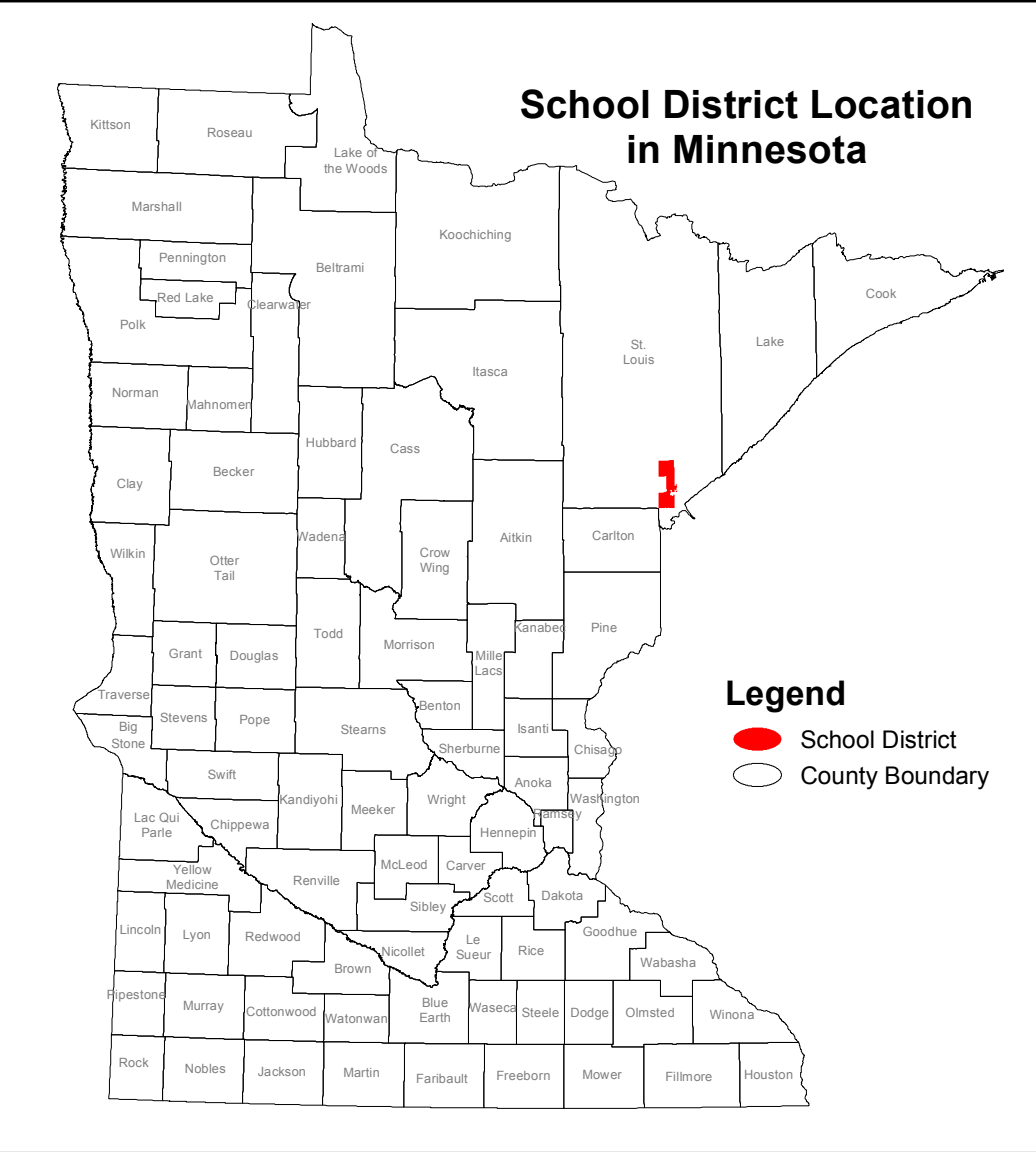 School District Location
in Minnesota
Kittson
Roseau
Lake of
the Woods
Marshall
Koochiching
Pennington
Beltrami
Red Lake
Clearwater
Cook
Polk
St.
Louis
Lake
Itasca
Norman
Mahnomen
Hubbard
Cass
Becker
Clay
Wadena
Aitkin
Carlton
Wilkin
Crow
Wing
Otter
Tail
Todd
Kanabec
Pine
Morrison
Grant
Douglas
Mille
Lacs
Traverse
Benton
Legend
School District
County Boundary
Stevens
Pope
Stearns
Isanti
Big
Stone
Sherburne
Chisago
Swift
Anoka
Kandiyohi
Wright
Washington
Meeker
Ramsey
Lac Qui
Parle
Chippewa
Hennepin
McLeod
Carver
Yellow
Medicine
Renville
Scott
Dakota
Sibley
Lincoln
Lyon
Redwood
Goodhue
Le
Sueur
Rice
Nicollet
Brown
Wabasha
Pipestone
Murray
Cottonwood
Watonwan
Blue
Earth
Waseca
Steele
Dodge
Olmsted
Winona
Rock
Nobles
Jackson
Martin
Faribault
Freeborn
Mower
Fillmore
Houston